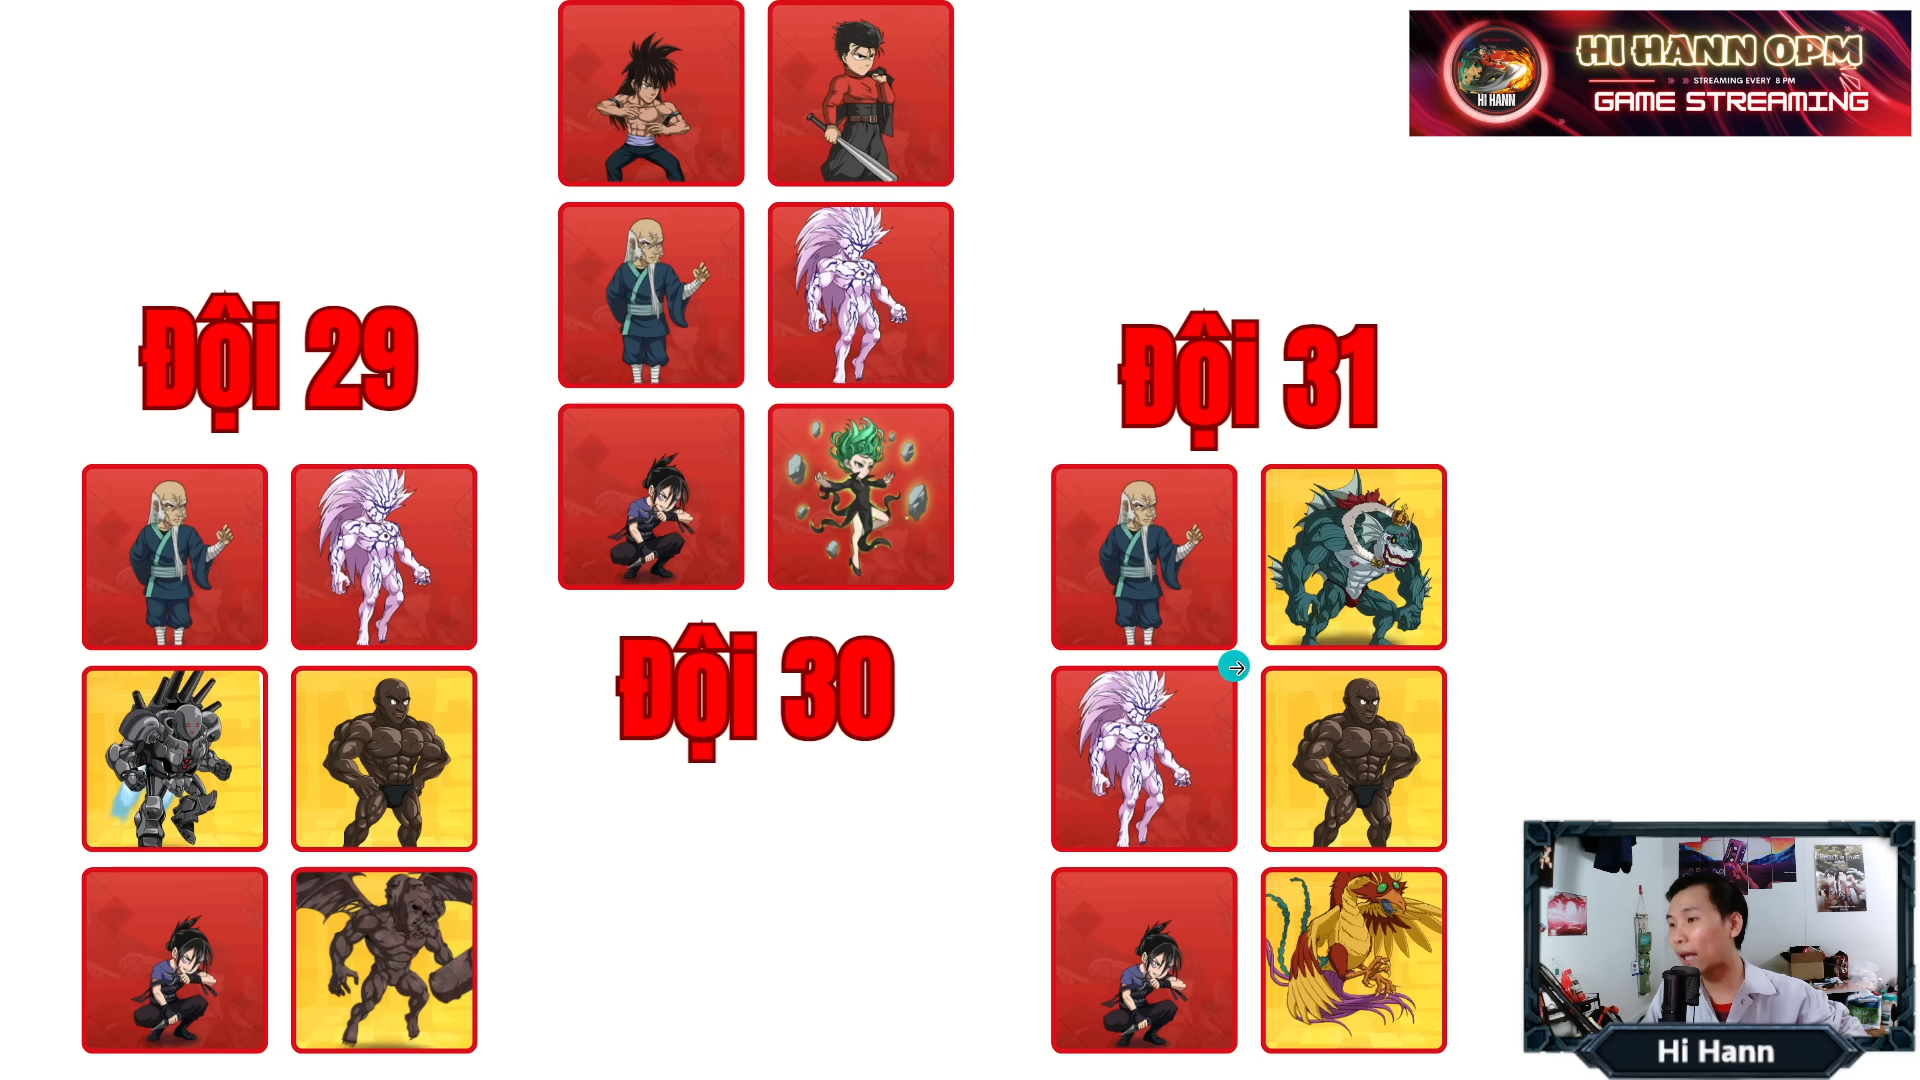 HI HANN OPM
STREAMING EVERY 8 PM
GAME STREAMING
HI HANN
Đội 29
Đội 30
Đội 31
Hi Hann